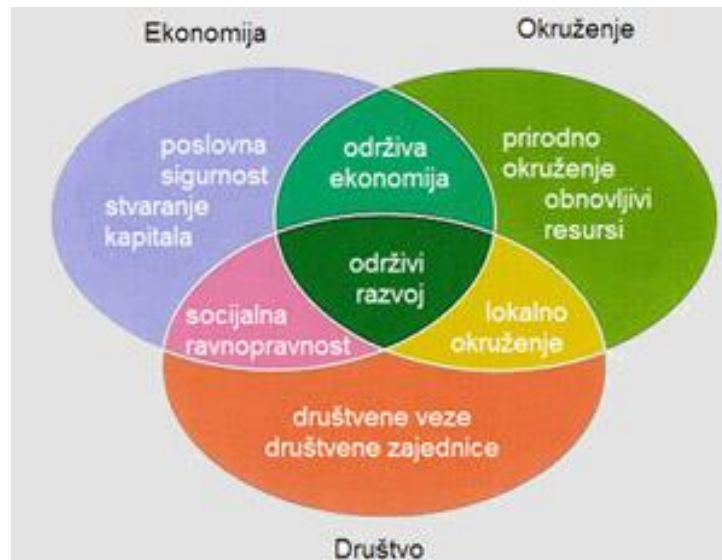 Ekonomija
Okruženje
poslovna
sigurnost
stvaranje
kapitala
održiva
ekonomija
prirodno
okruženje
obnovljivi
resursi
održivi
razvoj
socijalna
ravnopravnost
lokalno
okruženje
društvene veze
društvene zajednice
Društvo